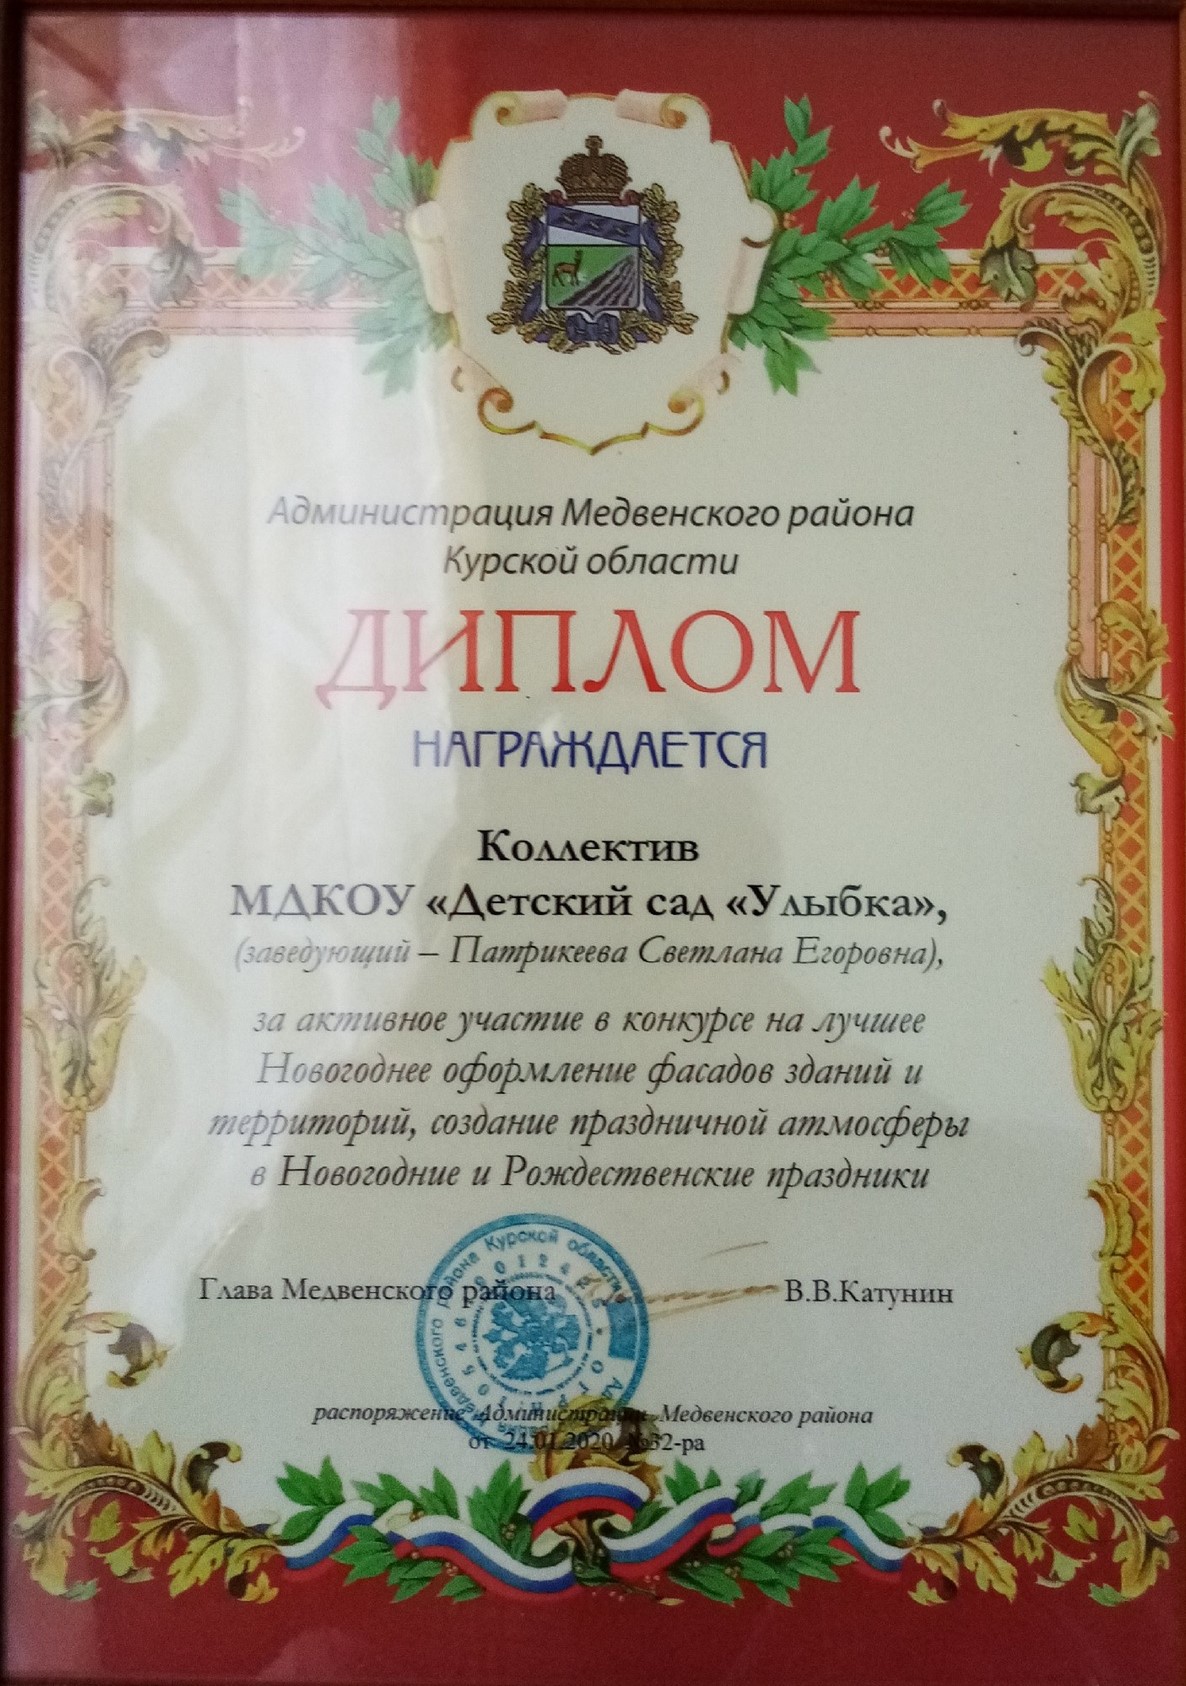 Администрация Медвенского района
Курской области
ДИПЛОМ
НАГРАЖДАЕТСЯ
Коллектив
МДКОУ «Детский сад «Улыбка»,
(заведующий – Патрикеева Светлана Егоровна),
за активное участие в конкурсе на лучшее
Новогоднее оформление фасадов зданий и
территорий, создание праздничной атмосферы
в Новогодние и Рождественские праздники
Глава Медвенского района В.В.Катунин
распоряжение Администрации Медвенского района
от 24.01.2020 №32-ра